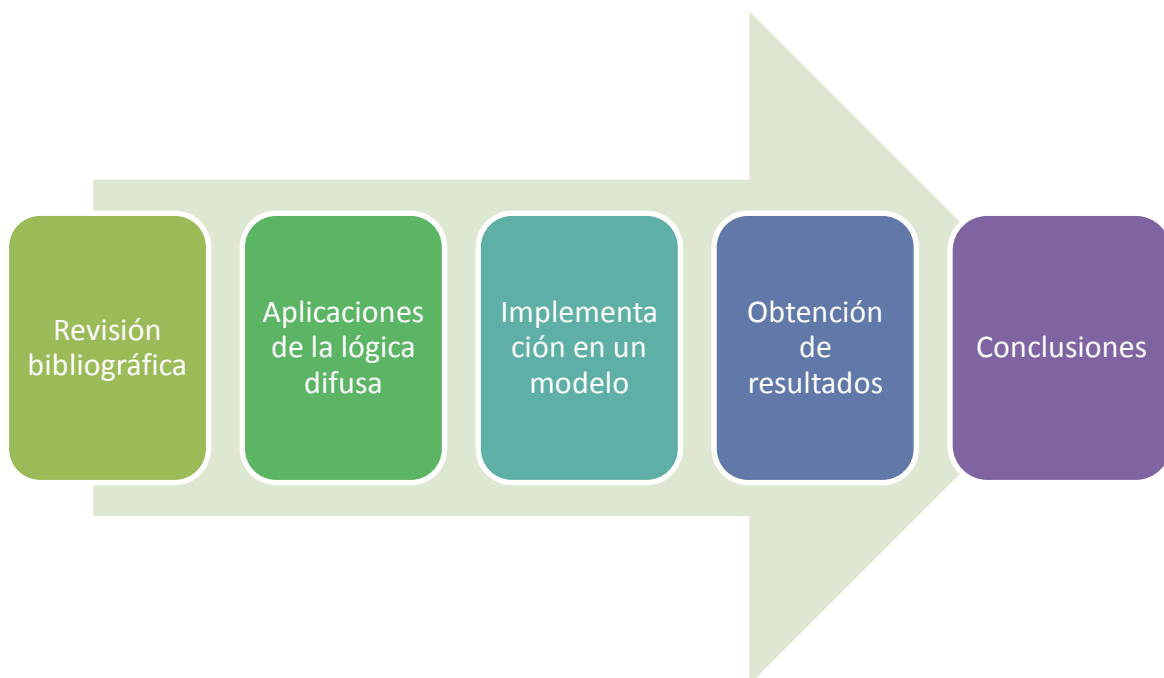 Revisión
bibliográfica
Aplicaciones
de la lógica
difusa
Implementa
ción en un
modelo
Obtención
de
resultados
Conclusiones